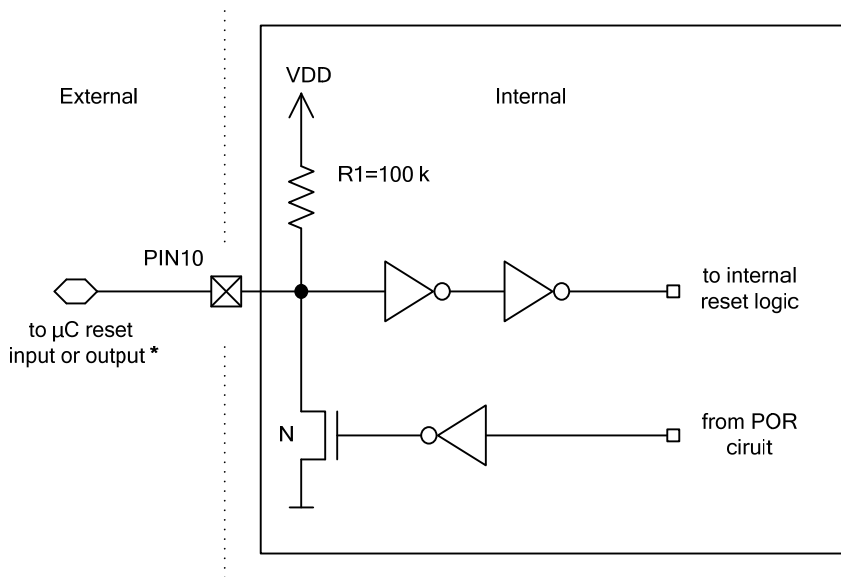 External
VDD
Internal
R1=100 k
PIN10
to µC reset
input or output *
to internal
reset logic
N
from POR
ciruit